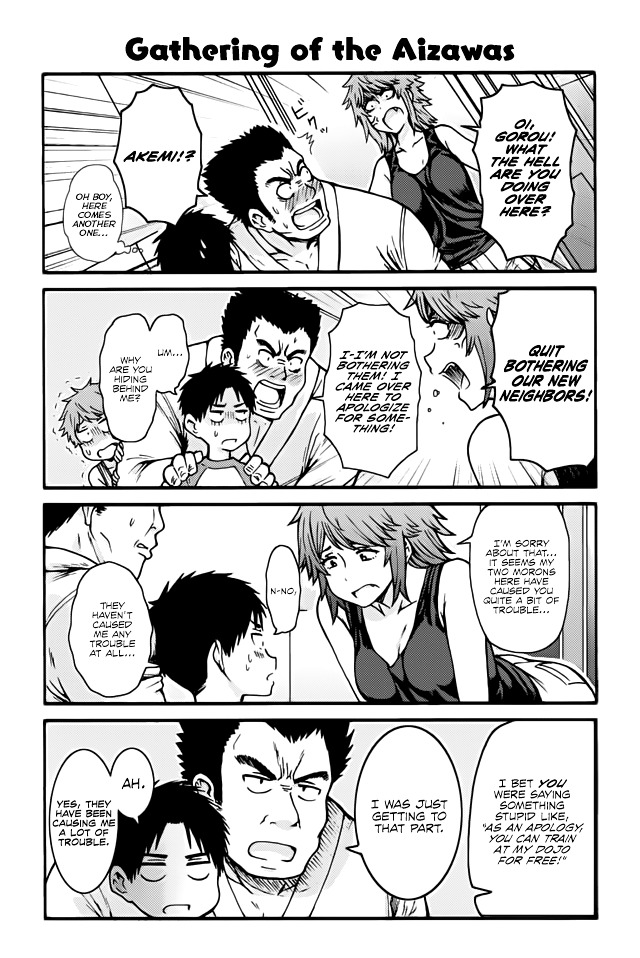 Gathering of the Aizawas
OI,
GOROU!
WHAT
THE HELL
ARE YOU
DOING
OVER
HERE?
AKEMI!?
OH BOY,
HERE
COMES
ANOTHER
ONE...
QUIT
BOTHERING
OUR NEW
NEIGHBORS!
I-I'M NOT
BOTHERING
THEM! I
CAME OVER
HERE TO
APOLOGIZE
FOR SOME-
THING!
UM...
WHY
ARE YOU
HIDING
BEHIND
ME?
I'M SORRY
ABOUT THAT...
IT SEEMS MY
TWO MORONS
HERE HAVE
CAUSED YOU
QUITE A BIT OF
TROUBLE...
N-NO,
THEY
HAVEN'T
CAUSED
ME ANY
TROUBLE
AT ALL...
I BET YOU
WERE SAYING
SOMETHING
STUPID LIKE,
"AS AN APOLOGY,
YOU CAN TRAIN
AT MY DOJO
FOR FREE!"
I WAS JUST
GETTING TO
THAT PART.
AH.
YES, THEY
HAVE BEEN
CAUSING ME
A LOT OF
TROUBLE.